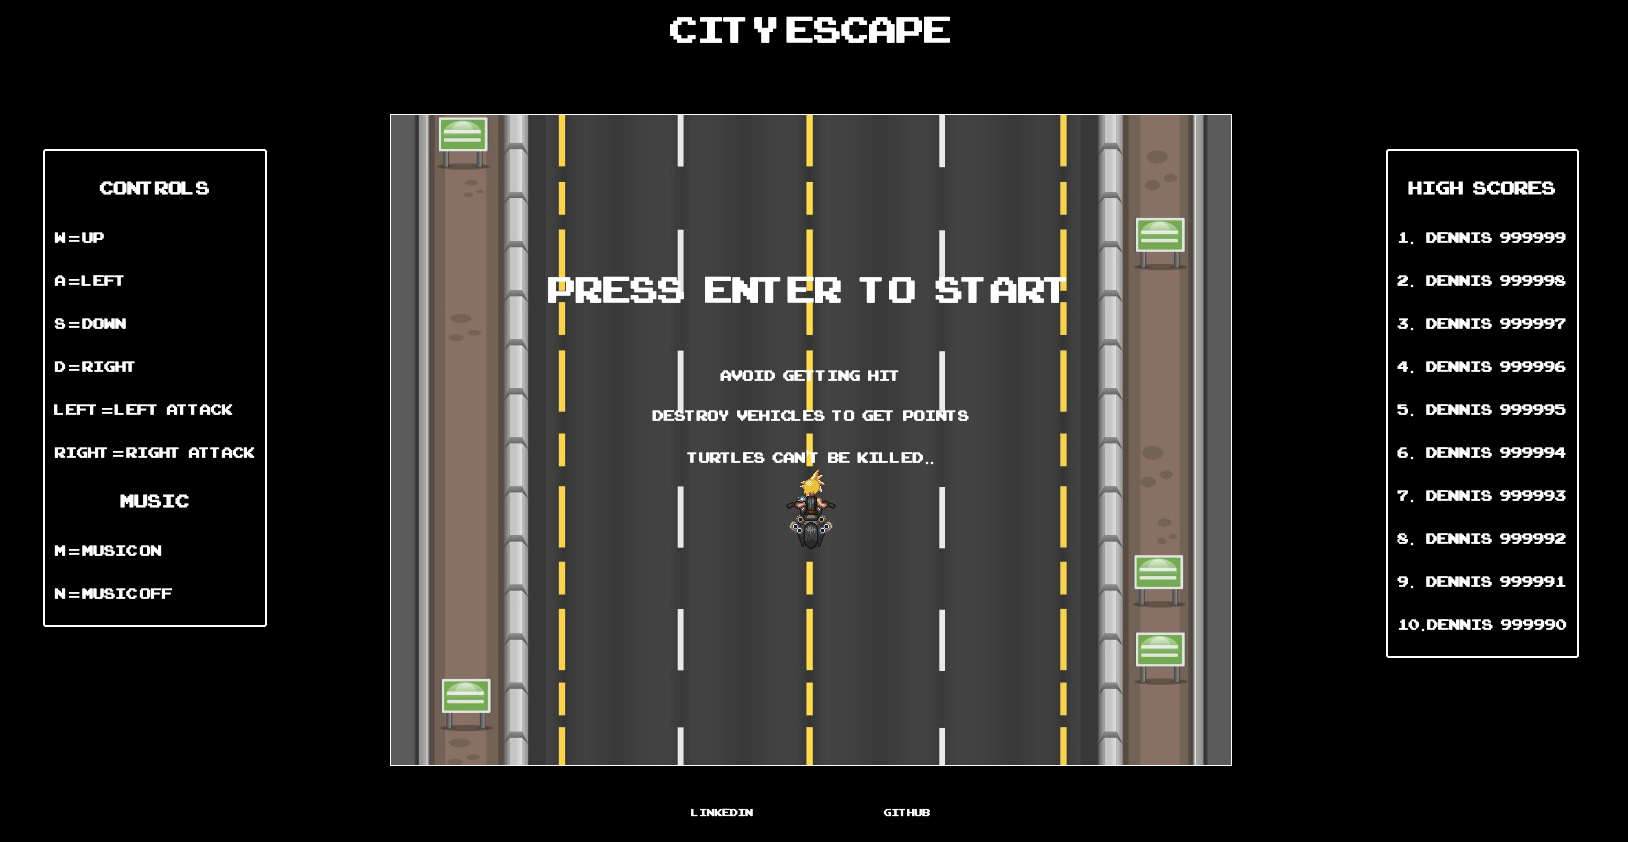 CITY ESCAPE
CONTROLS
W=UP
A=LEFT
S=DOWN
D=RIGHT
LEFT=LEFT ATTACK
RIGHT=RIGHT ATTACK
MUSIC
M=MUSIC ON
N=MUSIC OFF
PRESS ENTER TO START
AVOID GETTING HIT
DESTROY VEHICLES TO GET POINTS
TURTLES CAN'T BE KILLED..
HIGH SCORES
1. DENNIS 999999
2. DENNIS 999998
3. DENNIS 999997
4. DENNIS 999996
5. DENNIS 999995
6. DENNIS 999994
7. DENNIS 999993
8. DENNIS 999992
9. DENNIS 999991
10.DENNIS 999990
LINKEDIN GITHUB